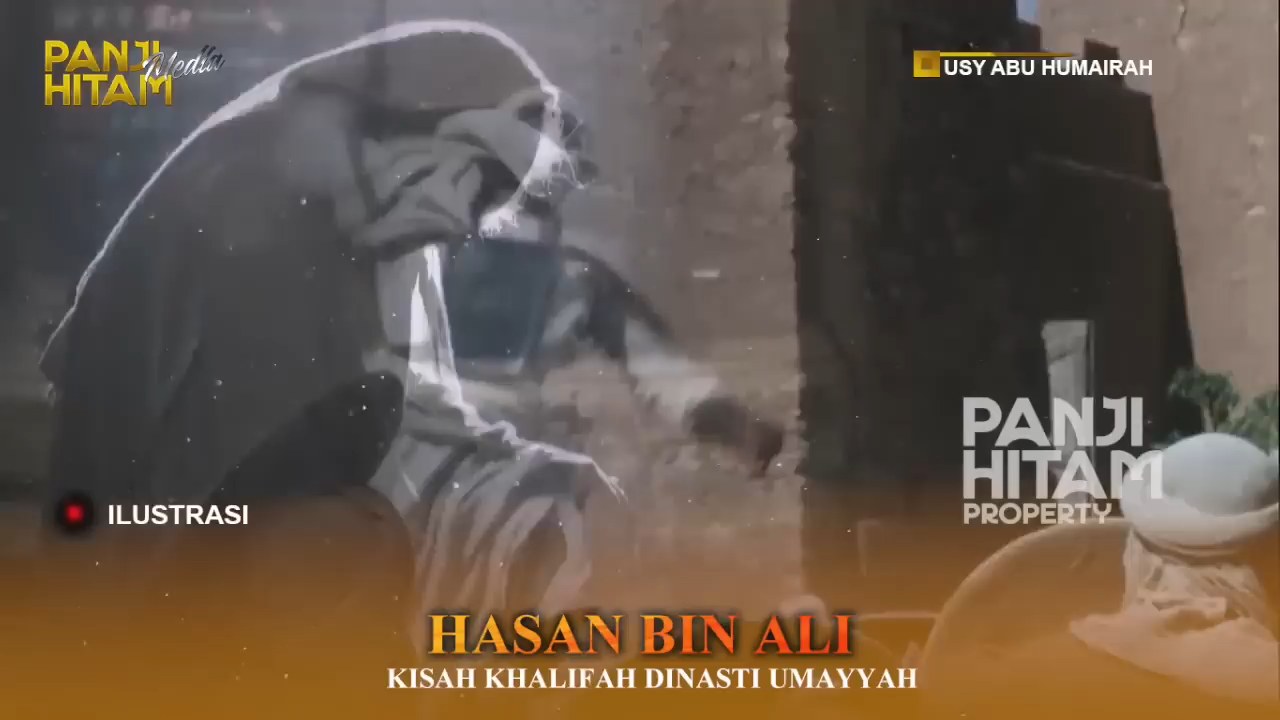 PANJI
HITAM
Media
USY ABU HUMAIRAH
PANJI
HITAM
PROPERTY
ILUSTRASI
HASAN BIN ALI
KISAH KHALIFAH DINASTI UMAYYAH